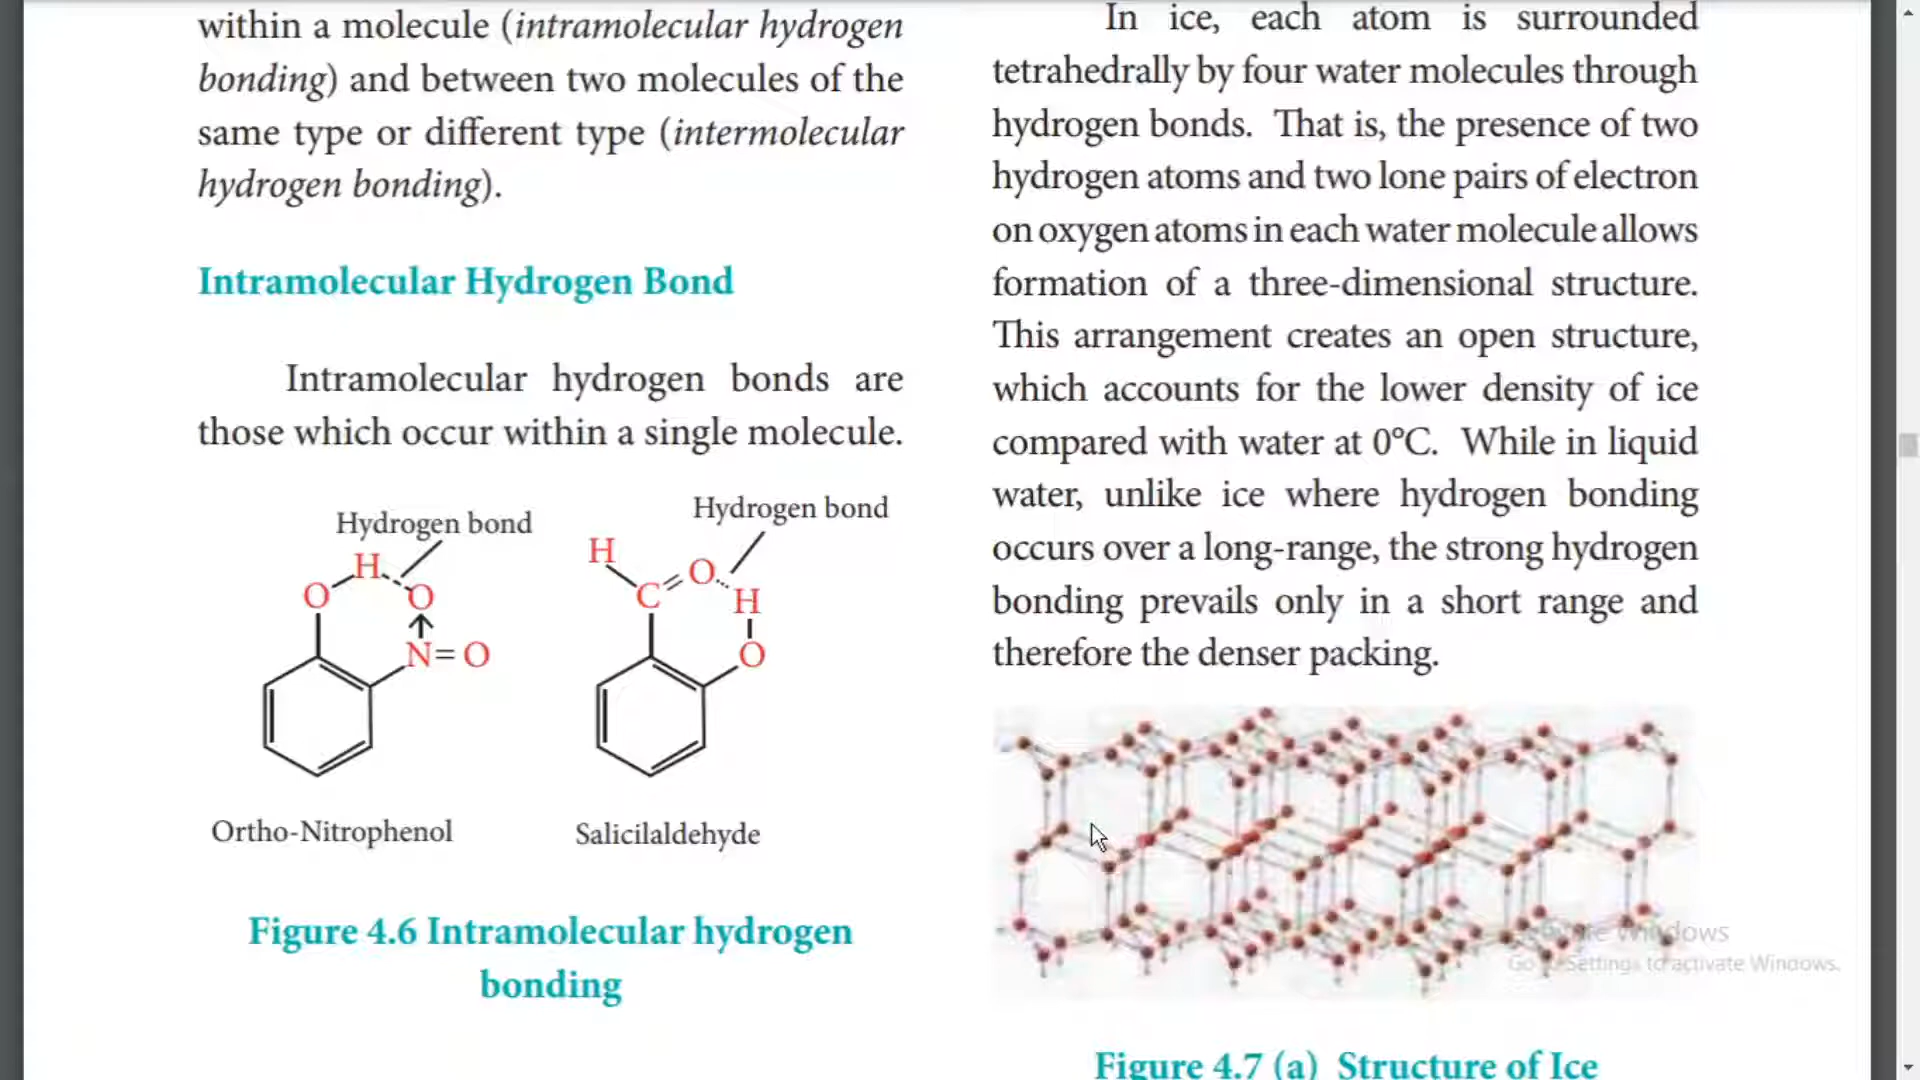 within a molecule (intramolecular hydrogen
bonding) and between two molecules of the
same type or different type (intermolecular
hydrogen bonding).
Intramolecular Hydrogen Bond
Intramolecular hydrogen bonds are
those which occur within a single molecule.
Hydrogen bond
H
O
O
N=O
Ortho-Nitrophenol
Hydrogen bond
H
C
O
H
O
Salicilaldehyde
Figure 4.6 Intramolecular hydrogen
bonding
In ice, each atom is surrounded
tetrahedrally by four water molecules through
hydrogen bonds. That is, the presence of two
hydrogen atoms and two lone pairs of electron
on oxygen atoms in each water molecule allows
formation of a three-dimensional structure.
This arrangement creates an open structure,
which accounts for the lower density of ice
compared with water at 0°C. While in liquid
water, unlike ice where hydrogen bonding
occurs over a long-range, the strong hydrogen
bonding prevails only in a short range and
therefore the denser packing.
Windows
Go to Settings to activate Windows.
Figure 4.7 (a) Structure of Ice